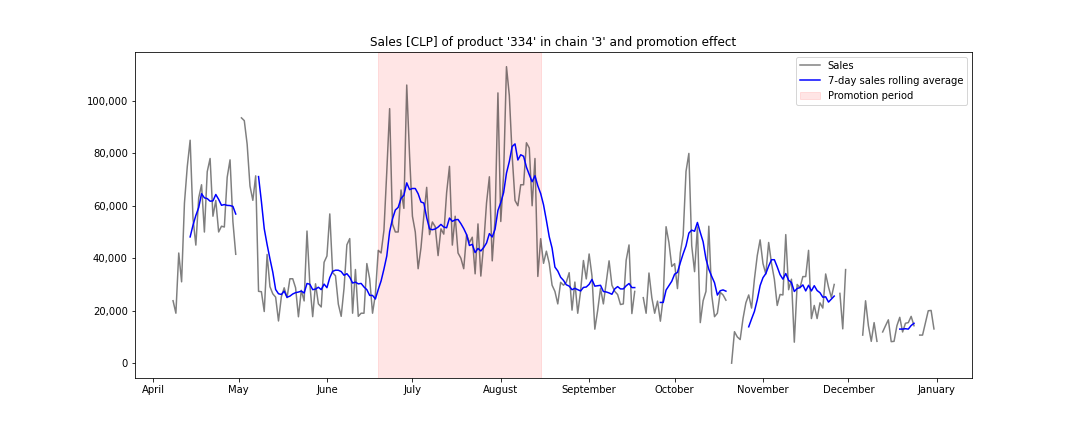 Sales [CLP] of product '334' in chain '3' and promotion effect
Sales
7-day sales rolling average
Promotion period
100,000
80,000
60,000
40,000
20,000
0
April May June July August September October November December January